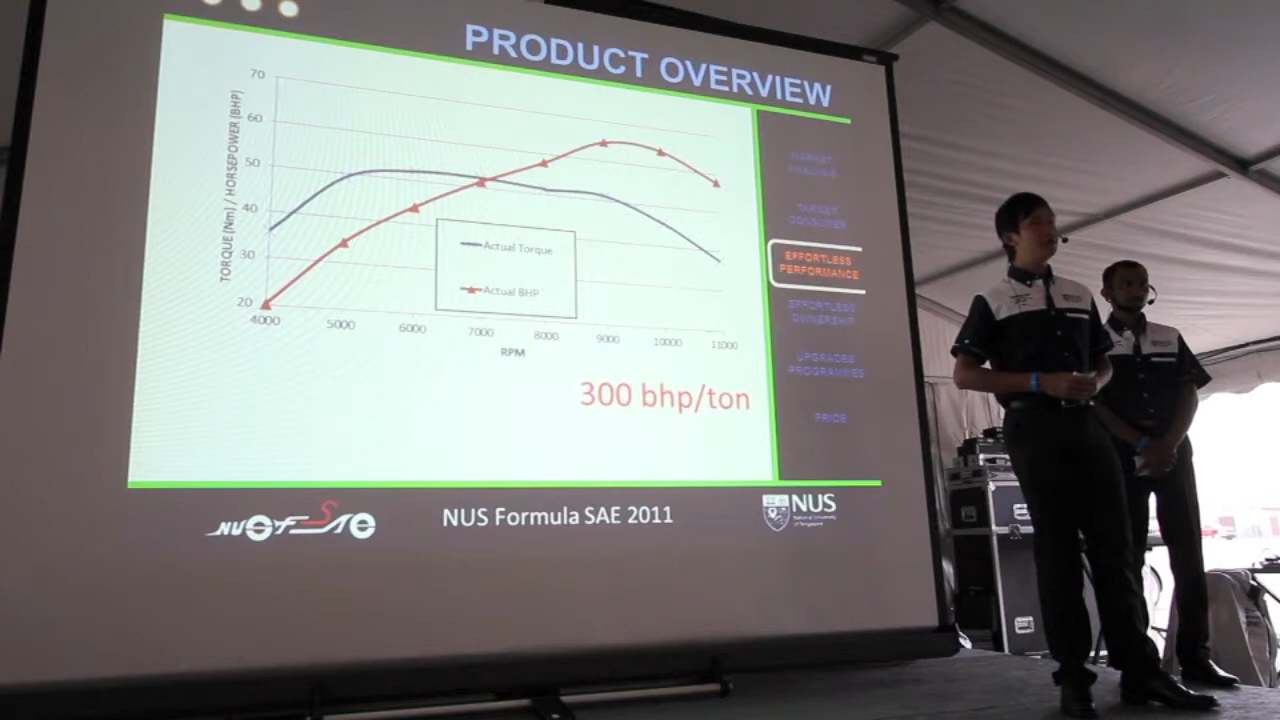 PRODUCT OVERVIEW
TORQUE (Nm) / HORSEPOWER (BHP)
70
60
50
40
30
20
4000
5000
6000
7000
8000
9000
10000
11000
RPM
Actual Torque
Actual BHP
300 bhp/ton
MARKET
ANALYSIS
TARGET
CONSUMER
EFFORTLESS
PERFORMANCE
EFFORTLESS
OWNERSHIP
UPGRADES
PROGRAMMES
PRICE
NUS FSAE
NUS Formula SAE 2011
NUS
National University
of Singapore